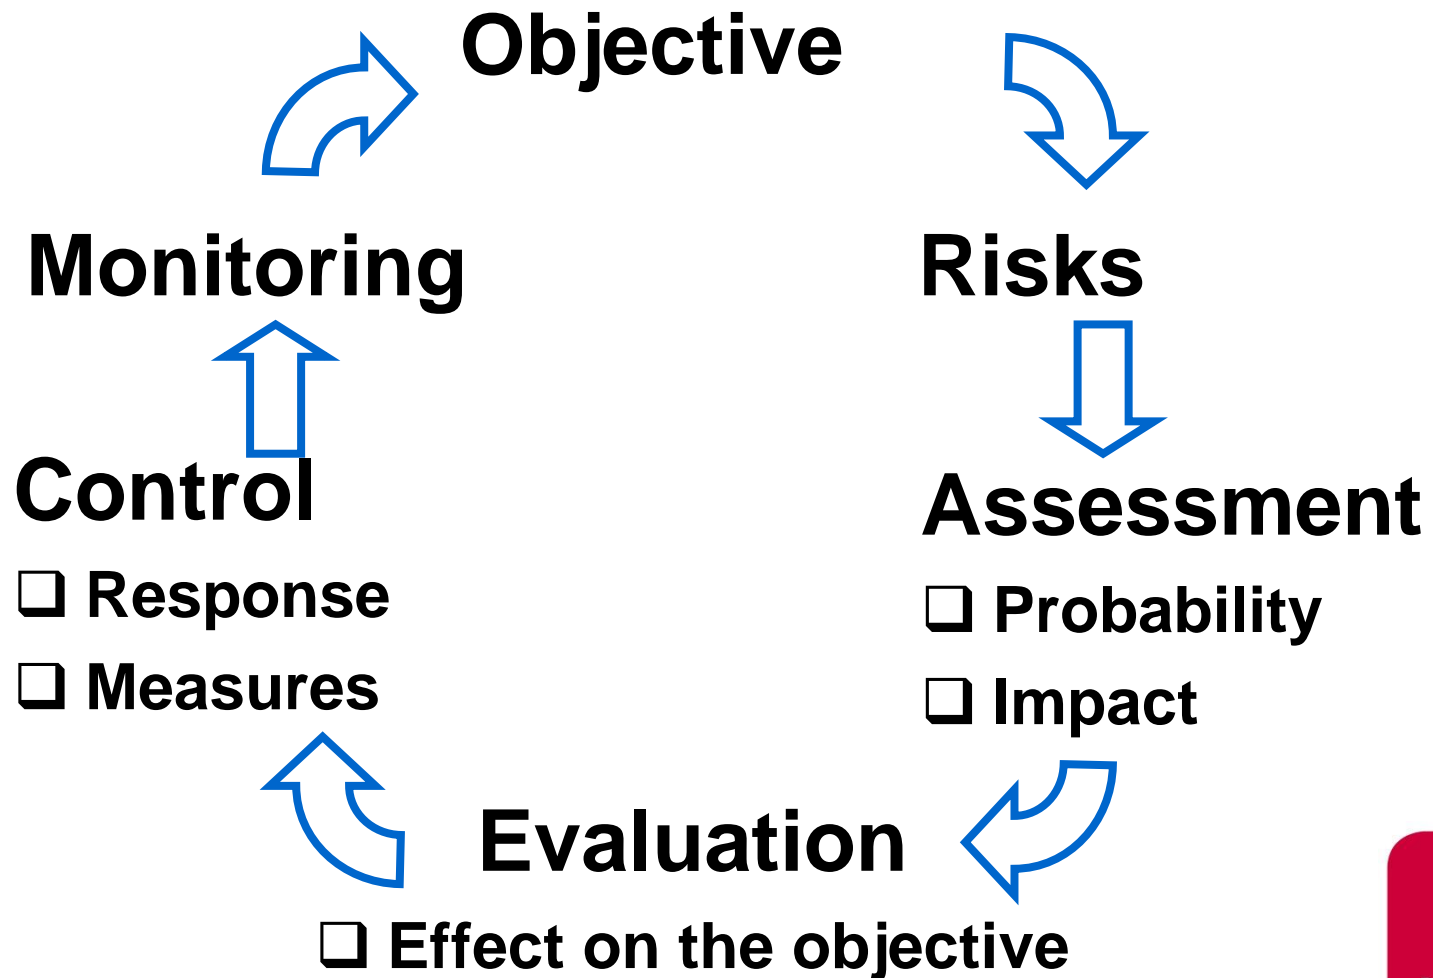 Objective
Monitoring
Risks
Control
❑ Response
❑ Measures
Assessment
❑ Probability
❑ Impact
Evaluation
❑ Effect on the objective